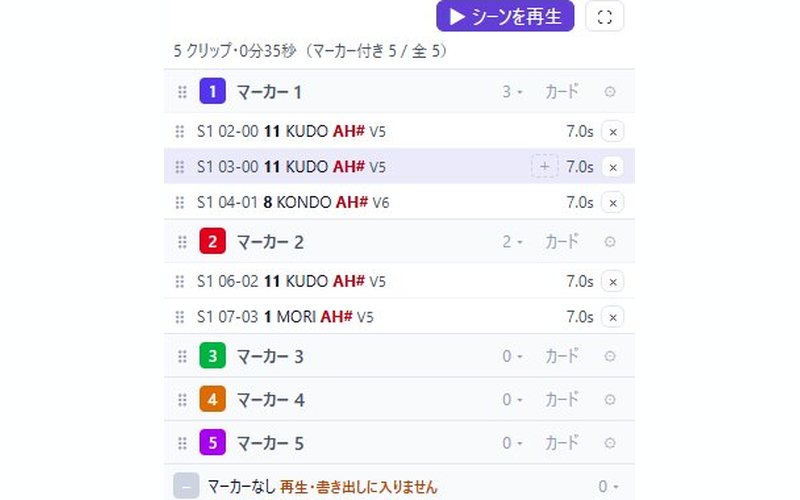 ▶ シーンを再生
5 クリップ・0分35秒（マーカー付き 5 / 全 5）
1 マーカー 1 3 カード
S1 02-00 11 KUDO AH# V5 7.0s ×
S1 03-00 11 KUDO AH# V5 + 7.0s ×
S1 04-01 8 KONDO AH# V6 7.0s ×
2 マーカー 2 2 カード
S1 06-02 11 KUDO AH# V5 7.0s ×
S1 07-03 1 MORI AH# V5 7.0s ×
3 マーカー 3 0 カード
4 マーカー 4 0 カード
5 マーカー 5 0 カード
– マーカーなし 再生・書き出しに入りません 0